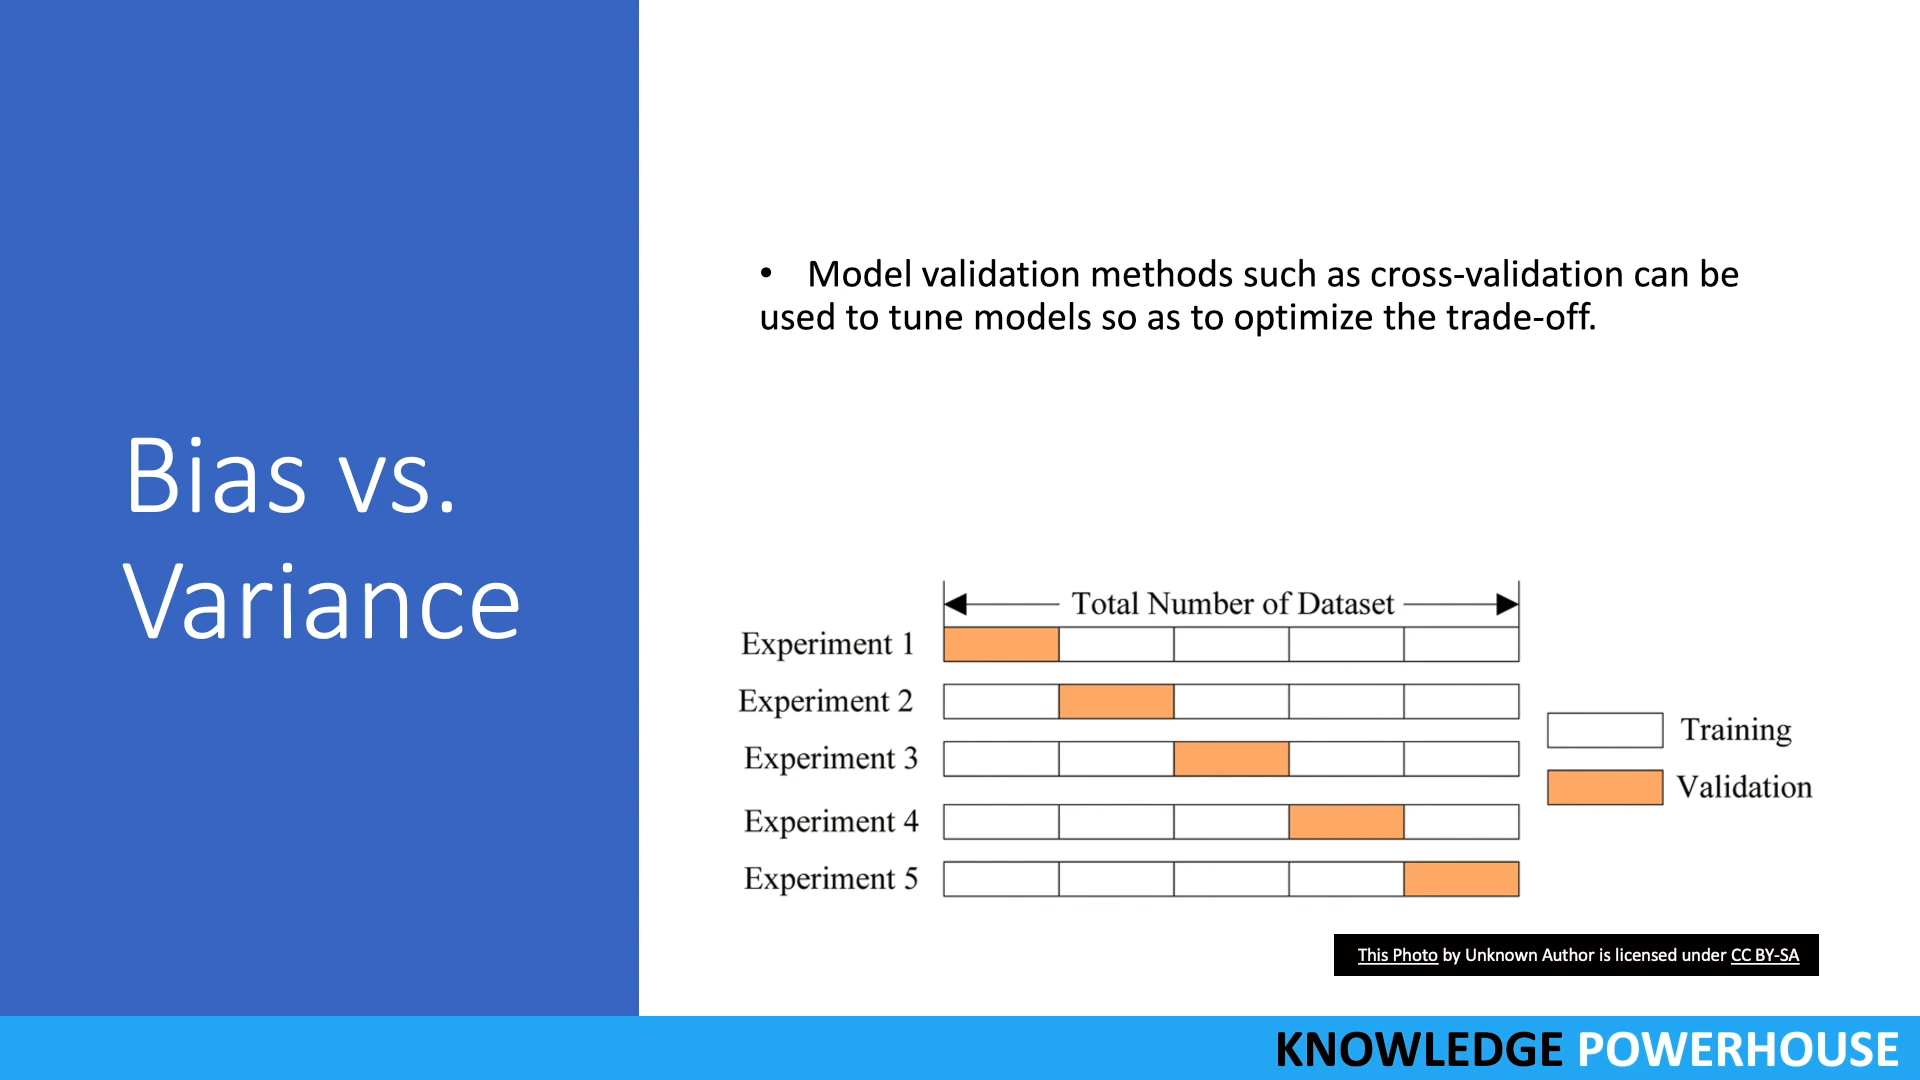 Bias vs.
Variance
• Model validation methods such as cross-validation can be
used to tune models so as to optimize the trade-off.
Total Number of Dataset
Experiment 1
Experiment 2
Experiment 3
Experiment 4
Experiment 5
Training
Validation
This Photo by Unknown Author is licensed under CC BY-SA
KNOWLEDGE POWERHOUSE